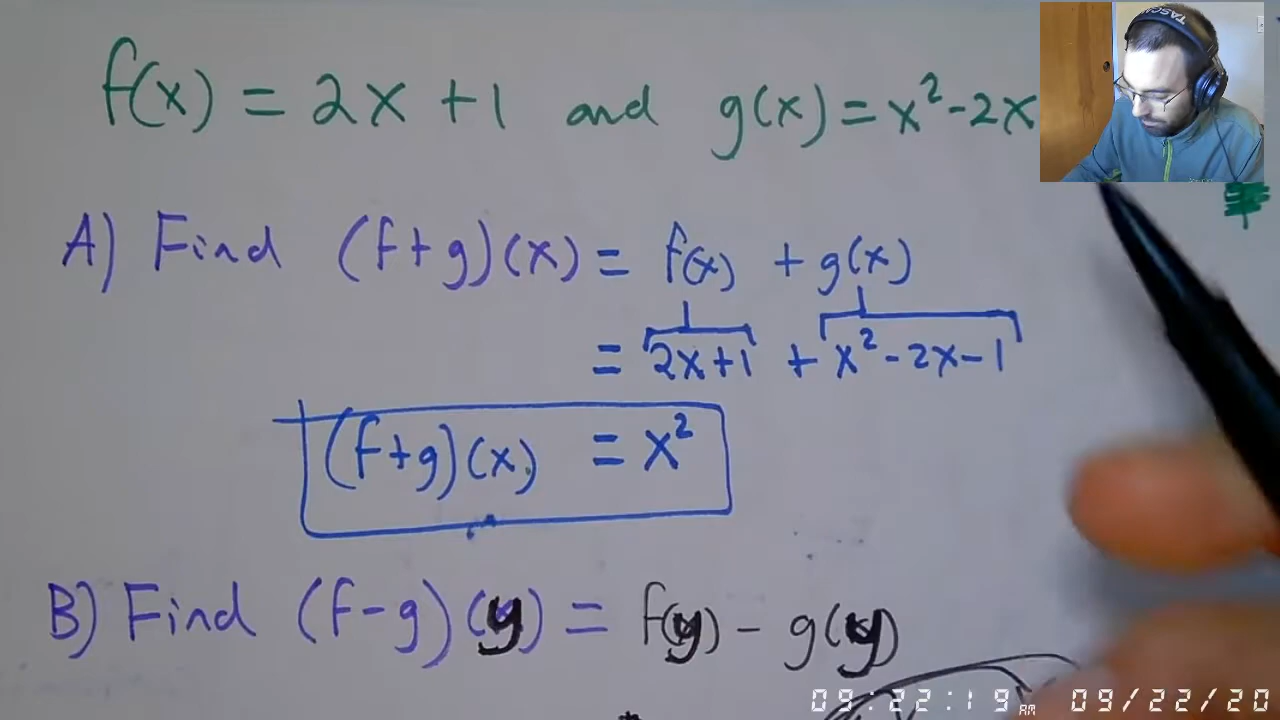 f(x) = 2x + 1 and g(x) = x² - 2x
A) Find (f+g)(x) = f(x) + g(x)
= 2x+1 + x² - 2x - 1
(f+g)(x) = x²
B) Find (f-g)(y) = f(y) - g(y)
09:22:19 AM 09/22/20